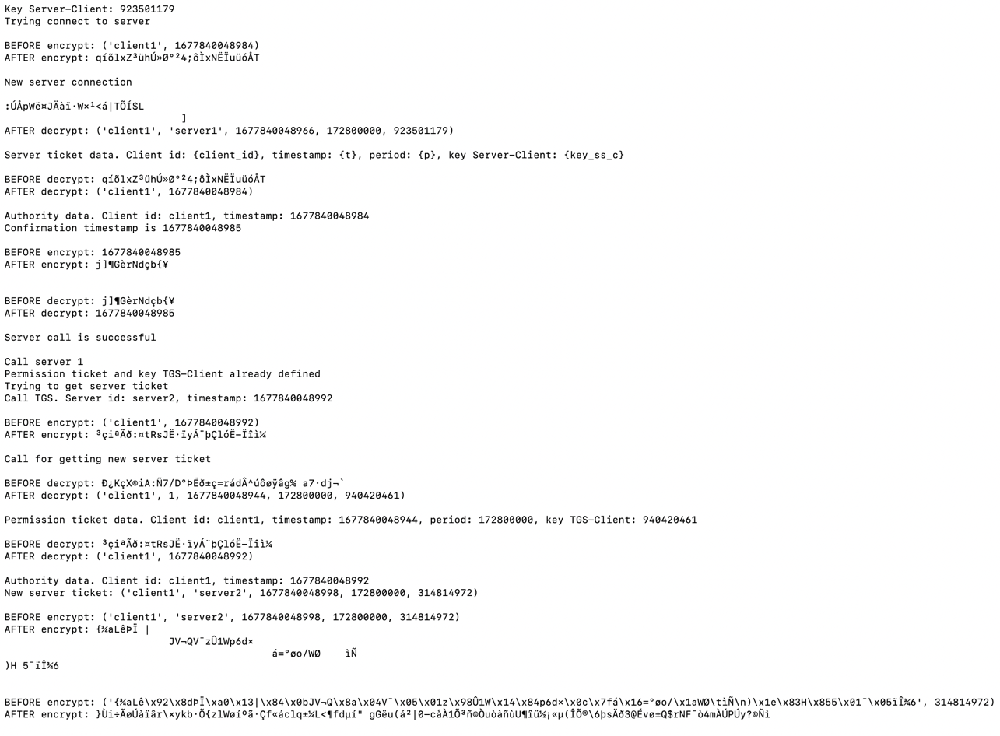 Key Server-Client: 923501179
Trying connect to server
BEFORE encrypt: ('client1', 1677840048984)
AFTER encrypt: qíõlxZ³ühÚ»Øº²4;ôÌxNËÏuüóÅT
New server connection
:ÚÅpWë¤JÄàï·W×¹<á|TÕÍ$L
]
AFTER decrypt: ('client1', 'server1', 1677840048966, 172800000, 923501179)
Server ticket data. Client id: {client_id}, timestamp: {t}, period: {p}, key Server-Client: {key_ss_c}
BEFORE decrypt: qíõlxZ³ühÚ»Øº²4;ôÌxNËÏuüóÅT
AFTER decrypt: ('client1', 1677840048984)
Authority data. Client id: client1, timestamp: 1677840048984
Confirmation timestamp is 1677840048985
BEFORE encrypt: 1677840048985
AFTER encrypt: j]¶GèrNdçb{¥
BEFORE decrypt: j]¶GèrNdçb{¥
AFTER decrypt: 1677840048985
Server call is successful
Call server 1
Permission ticket and key TGS-Client already defined
Trying to get server ticket
Call TGS. Server id: server2, timestamp: 1677840048992
BEFORE encrypt: ('client1', 1677840048992)
AFTER encrypt: ³çiªÃð:¤tRsJË·ïyÁ¨þÇlóË−Ïîì¼
Call for getting new server ticket
BEFORE decrypt: Ð¿KçX©iA:Ñ7/DºÞËð±ç=rádÂ^úôøÿâg% a7·dj¬`
AFTER decrypt: ('client1', 1, 1677840048944, 172800000, 940420461)
Permission ticket data. Client id: client1, timestamp: 1677840048944, period: 172800000, key TGS-Client: 940420461
BEFORE decrypt: ³çiªÃð:¤tRsJË·ïyÁ¨þÇlóË−Ïîì¼
AFTER decrypt: ('client1', 1677840048992)
Authority data. Client id: client1, timestamp: 1677840048992
New server ticket: ('client1', 'server2', 1677840048998, 172800000, 314814972)
BEFORE encrypt: ('client1', 'server2', 1677840048998, 172800000, 314814972)
AFTER encrypt: {¾aLêÞÏ |
JV¬QV¯zÛ1Wp6d×
á=ºøo/WØ    ìÑ
)H 5¯ïÎ¾6
BEFORE encrypt: ('{¾aLê\x92\x8dÞÏ\xa0\x13|\x84\x0bJV¬Q\x8a\x04V¯\x05\x01z\x98Û1W\x14\x84p6d×\x0c\x7fá\x16=ºøo/\x1aWØ\tìÑ\n)\x1e\x83H\x855\x01¯\x05ïÎ¾6', 314814972)
AFTER encrypt: }Ùi÷ÃøÚàïâr\×ykb·Õ{zlWøíºã·Çf«áclq±¼L<¶fdµí" gGëu(á²|0−cåÀ1Õ³ñ©ÒuòàñùU¶îü½¡«µ(ÎÕ®\6þsÄð3@Évø±Q$rNF¯ò4mÀÚPÚy?©Ñì